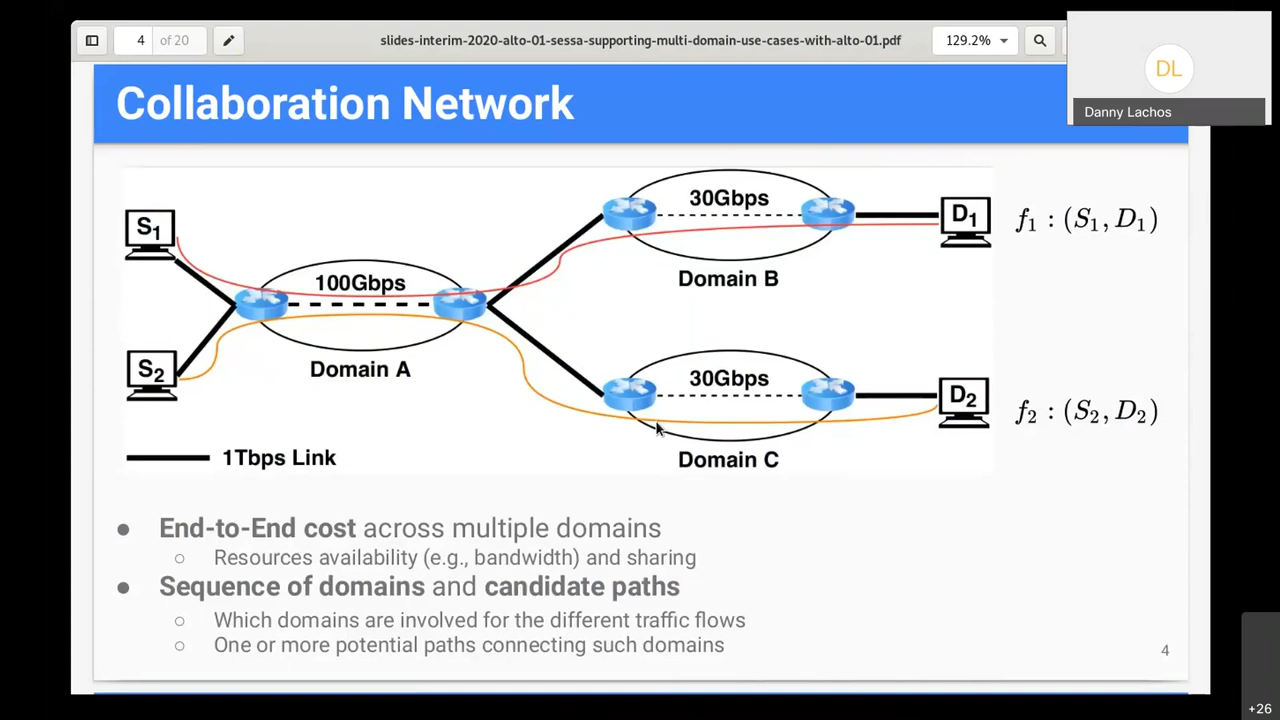 4 of 20
slides-interim-2020-alto-01-sessa-supporting-multi-domain-use-cases-with-alto-01.pdf
129.2%
DL
Danny Lachos
Collaboration Network
S1
S2
100Gbps
Domain A
30Gbps
Domain B
D1
f1 : (S1, D1)
30Gbps
Domain C
D2
f2 : (S2, D2)
1Tbps Link
● End-to-End cost across multiple domains
○ Resources availability (e.g., bandwidth) and sharing
● Sequence of domains and candidate paths
○ Which domains are involved for the different traffic flows
○ One or more potential paths connecting such domains
4
+26